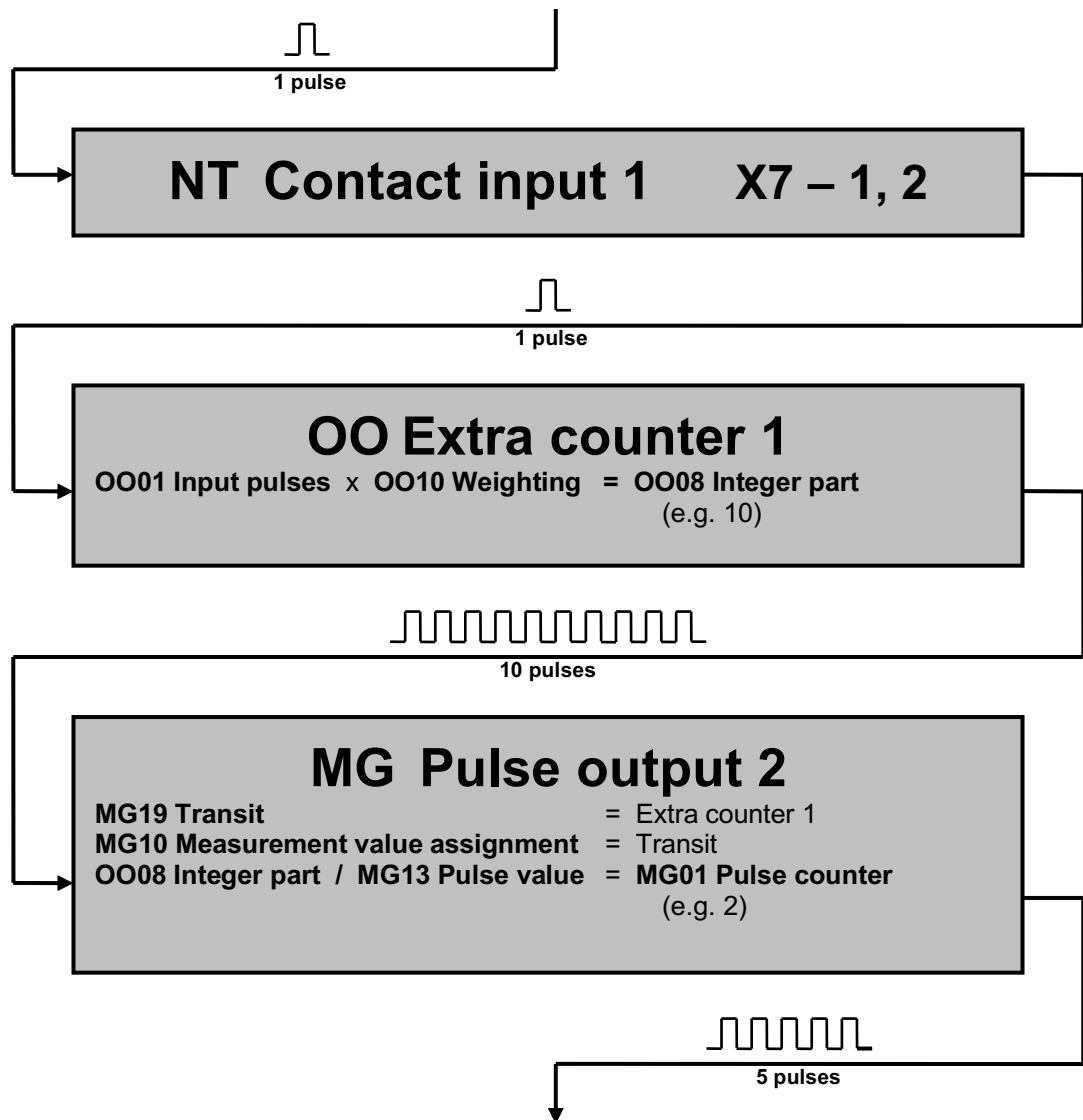 1 pulse
NT Contact input 1 X7 – 1, 2
1 pulse
OO Extra counter 1
OO01 Input pulses x OO10 Weighting = OO08 Integer part
(e.g. 10)
10 pulses
MG Pulse output 2
MG19 Transit = Extra counter 1
MG10 Measurement value assignment = Transit
OO08 Integer part / MG13 Pulse value = MG01 Pulse counter
(e.g. 2)
5 pulses